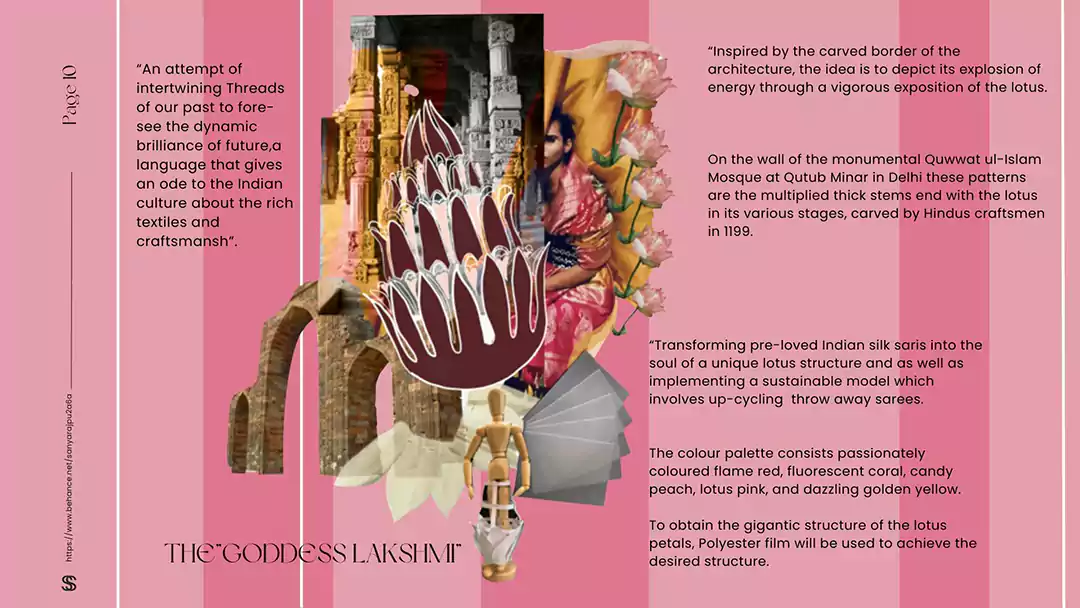 Page 10
https://www.behance.net/sanyarajpu2a6a
"An attempt of
intertwining Threads
of our past to fore-
see the dynamic
brilliance of future,a
language that gives
an ode to the Indian
culture about the rich
textiles and
craftsmansh".
THE"GODDESS LAKSHMI"
"Inspired by the carved border of the
architecture, the idea is to depict its explosion of
energy through a vigorous exposition of the lotus.
On the wall of the monumental Quwwat ul-Islam
Mosque at Qutub Minar in Delhi these patterns
are the multiplied thick stems end with the lotus
in its various stages, carved by Hindus craftsmen
in 1199.
"Transforming pre-loved Indian silk saris into the
soul of a unique lotus structure and as well as
implementing a sustainable model which
involves up-cycling throw away sarees.
The colour palette consists passionately
coloured flame red, fluorescent coral, candy
peach, lotus pink, and dazzling golden yellow.
To obtain the gigantic structure of the lotus
petals, Polyester film will be used to achieve the
desired structure.